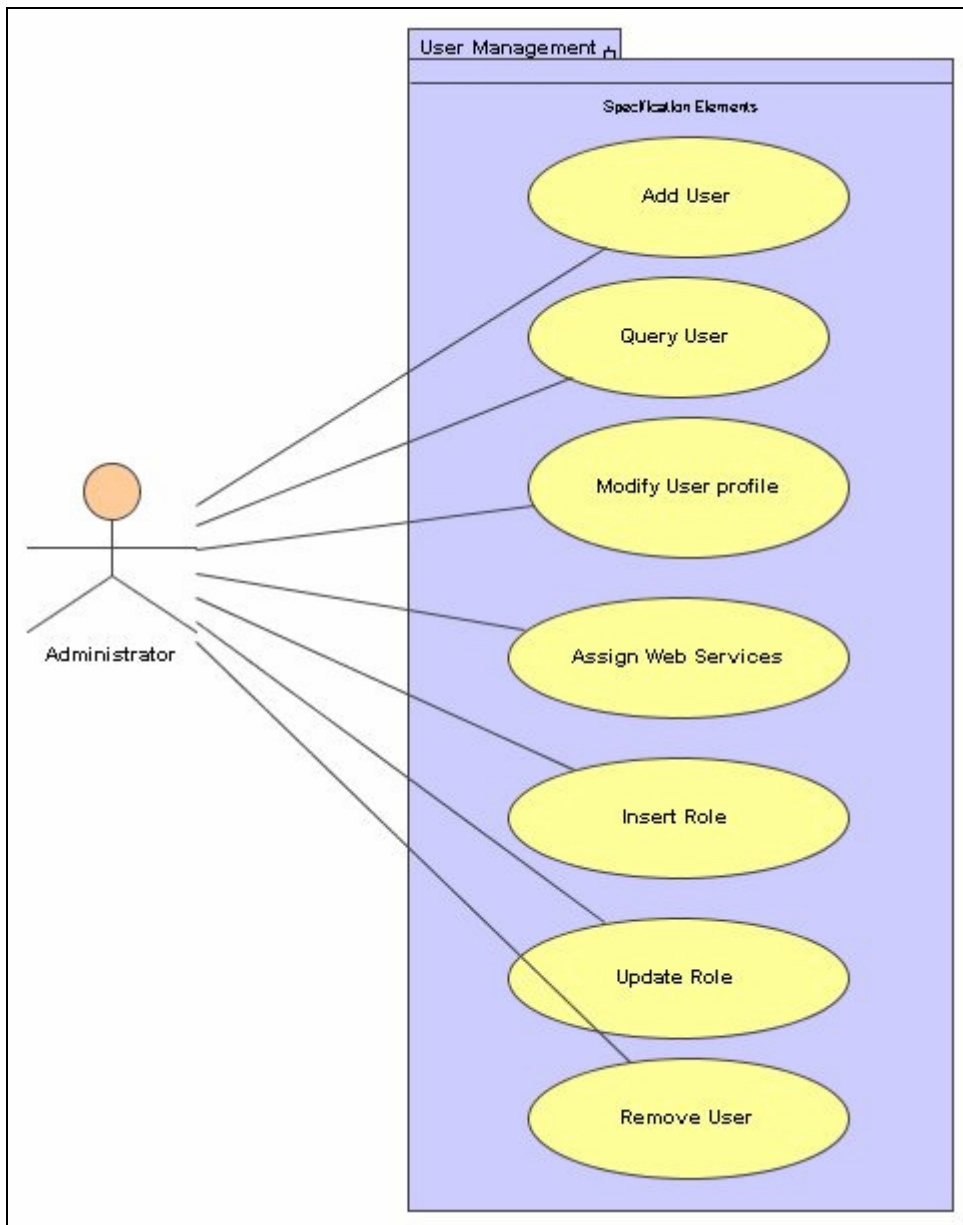 User Management
Specification Elements
Add User
Query User
Modify User profile
Administrator
Assign Web Services
Insert Role
Update Role
Remove User